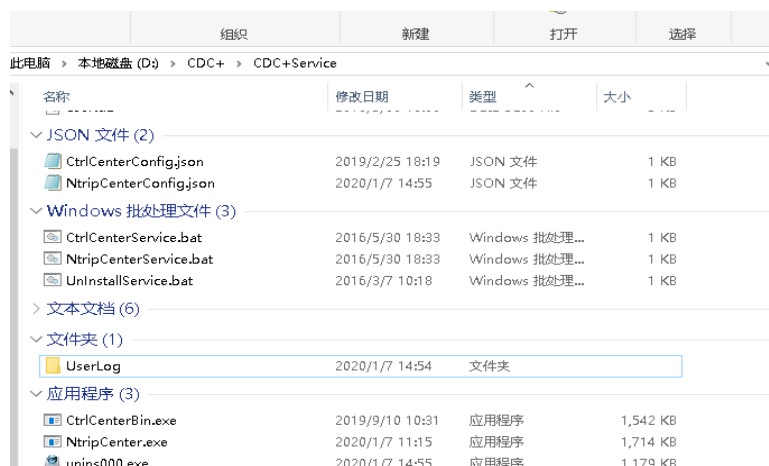 组织 新建 打开 选择
此电脑 › 本地磁盘 (D:) › CDC+ › CDC+Service
名称 修改日期 类型 大小
JSON 文件 (2)
CtrlCenterConfig.json 2019/2/25 18:19 JSON 文件 1 KB
NtripCenterConfig.json 2020/1/7 14:55 JSON 文件 1 KB
Windows 批处理文件 (3)
CtrlCenterService.bat 2016/5/30 18:33 Windows 批处理... 1 KB
NtripCenterService.bat 2016/5/30 18:33 Windows 批处理... 1 KB
UnInstallService.bat 2016/3/7 10:18 Windows 批处理... 1 KB
文本文档 (6)
文件夹 (1)
UserLog 2020/1/7 14:54 文件夹
应用程序 (3)
CtrlCenterBin.exe 2019/9/10 10:31 应用程序 1,542 KB
NtripCenter.exe 2020/1/7 11:15 应用程序 1,714 KB
unins000.exe 2020/1/7 14:55 应用程序 1,179 KB